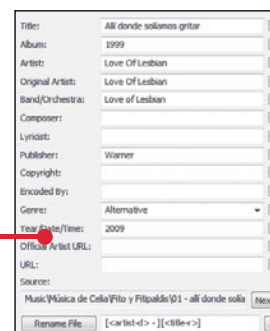 Title: Allí donde solíamos gritar
Album: 1999
Artist: Love Of Lesbian
Original Artist: Love Of Lesbian
Band/Orchestra: Love of Lesbian
Composer:
Lyricist:
Publisher: Warner
Copyright:
Encoded By:
Genre: Alternative
Year/Date/Time: 2009
Official Artist URL:
URL:
Source:
Music\Música de Celia\Fito y Fitipaldis\01 - alli donde solía Nex
Rename File [<artist-d> - ][<title-r>]